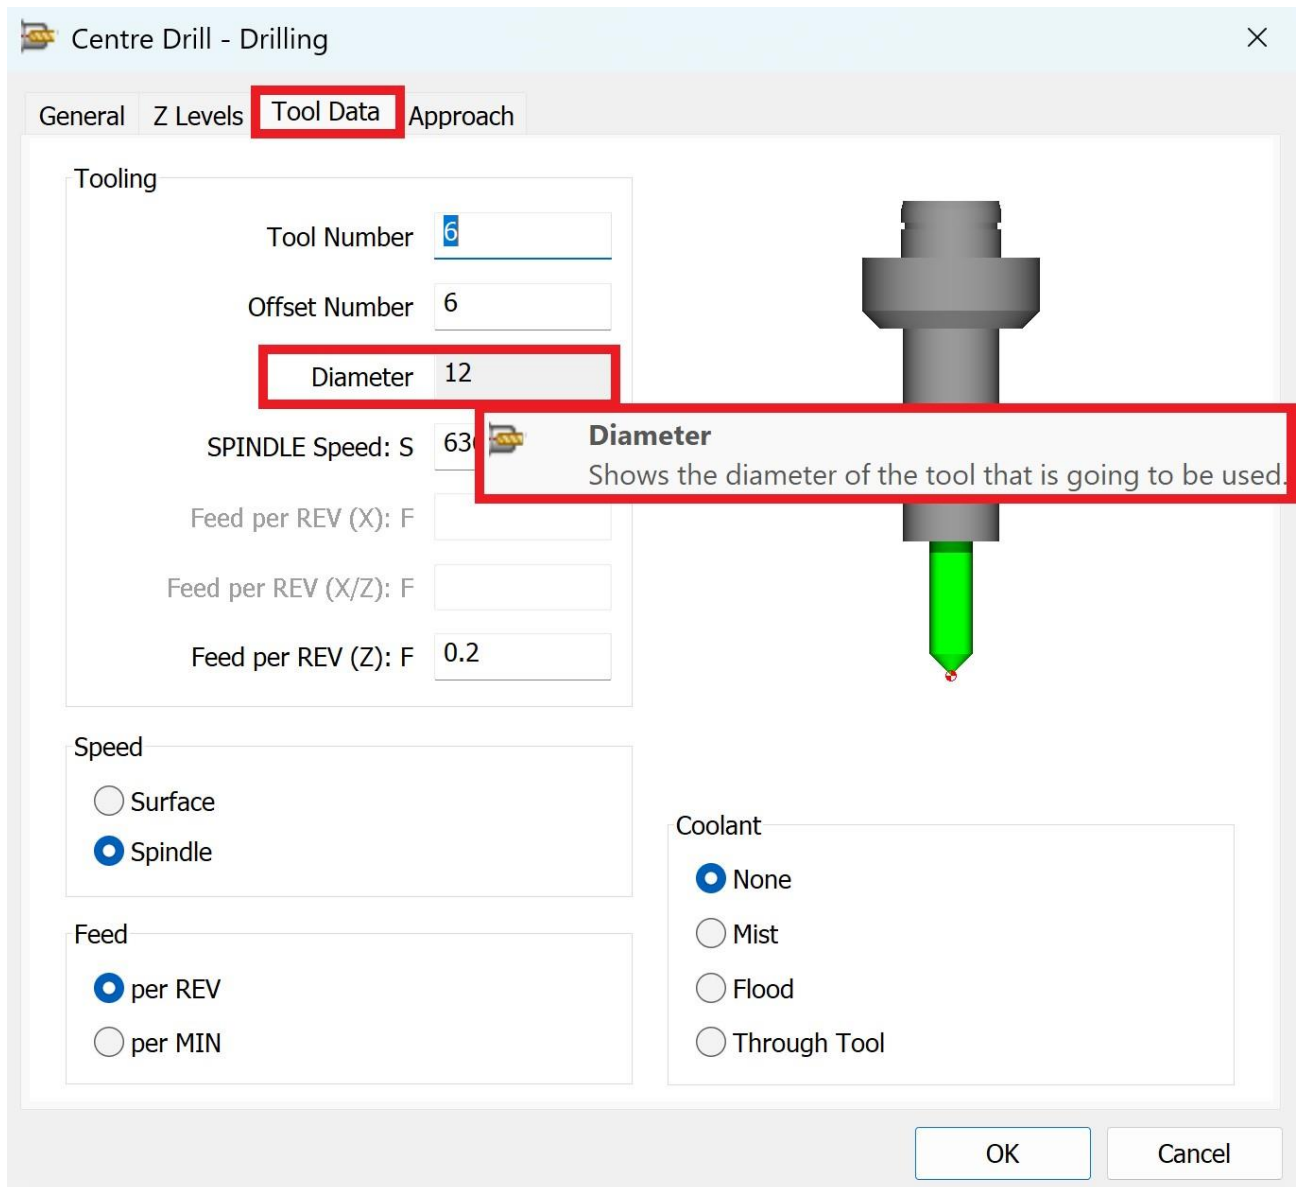 Centre Drill - Drilling
General Z Levels Tool Data Approach
Tooling
Tool Number 6
Offset Number 6
Diameter 12
Diameter
Shows the diameter of the tool that is going to be used.
SPINDLE Speed: S
Feed per REV (X): F
Feed per REV (X/Z): F
Feed per REV (Z): F 0.2
Speed
Surface
Spindle
Feed
per REV
per MIN
Coolant
None
Mist
Flood
Through Tool
OK Cancel